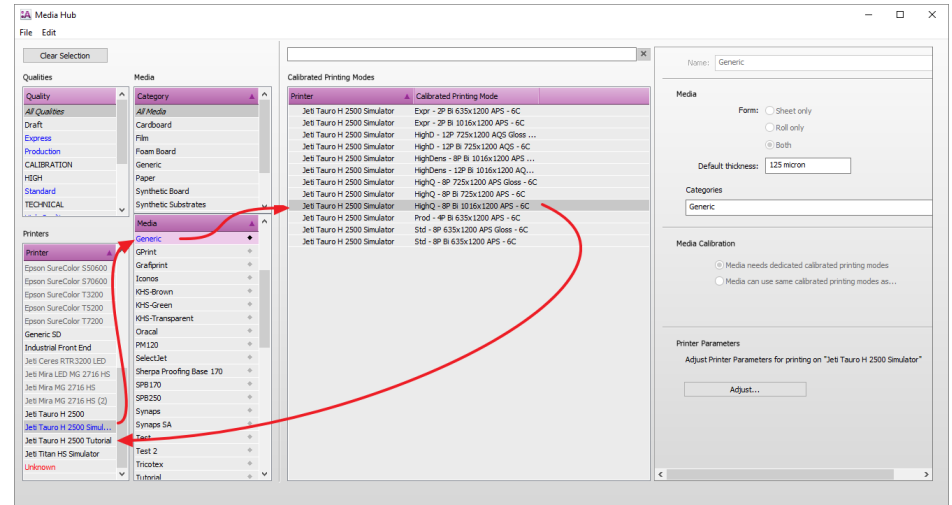 Media Hub
File Edit
Clear Selection
Qualities
Quality
All Qualities
Draft
Express
Production
CALIBRATION
HIGH
Standard
TECHNICAL
Printers
Printer
Epson SureColor S50600
Epson SureColor S70600
Epson SureColor T3200
Epson SureColor T5200
Epson SureColor T7200
Generic SD
Industrial Front End
Jeti Ceres RTR3200 LED
Jeti Mira LED MG 2716 HS
Jeti Mira MG 2716 HS
Jeti Mira MG 2716 HS (2)
Jeti Tauro H 2500
Jeti Tauro H 2500 Simul...
Jeti Tauro H 2500 Tutorial
Jeti Titan HS Simulator
Unknown
Media
Category
All Media
Cardboard
Film
Foam Board
Generic
Paper
Synthetic Board
Synthetic Substrates
Media
Generic
GPrint
Grafiprint
Iconos
KHS-Brown
KHS-Green
KHS-Transparent
Oracal
PM120
SelectJet
Sherpa Proofing Base 170
SPB170
SPB250
Synaps
Synaps SA
Test
Test 2
Tricotex
Tutorial
Calibrated Printing Modes
Printer Calibrated Printing Mode
Jeti Tauro H 2500 Simulator Expr - 2P Bi 635x1200 APS - 6C
Jeti Tauro H 2500 Simulator Expr - 2P Bi 1016x1200 APS - 6C
Jeti Tauro H 2500 Simulator HighD - 12P 725x1200 AQS Gloss ...
Jeti Tauro H 2500 Simulator HighD - 12P Bi 725x1200 AQS - 6C
Jeti Tauro H 2500 Simulator HighDens - 8P Bi 1016x1200 APS ...
Jeti Tauro H 2500 Simulator HighDens - 12P Bi 1016x1200 AQ...
Jeti Tauro H 2500 Simulator HighQ - 8P 725x1200 APS Gloss - 6C
Jeti Tauro H 2500 Simulator HighQ - 8P Bi 725x1200 APS - 6C
Jeti Tauro H 2500 Simulator HighQ - 8P Bi 1016x1200 APS - 6C
Jeti Tauro H 2500 Simulator Prod - 4P Bi 635x1200 APS - 6C
Jeti Tauro H 2500 Simulator Std - 8P 635x1200 APS Gloss - 6C
Jeti Tauro H 2500 Simulator Std - 8P Bi 635x1200 APS - 6C
Name: Generic
Media
Form: Sheet only
Roll only
Both
Default thickness: 125 micron
Categories
Generic
Media Calibration
Media needs dedicated calibrated printing modes
Media can use same calibrated printing modes as...
Printer Parameters
Adjust Printer Parameters for printing on "Jeti Tauro H 2500 Simulator"
Adjust...